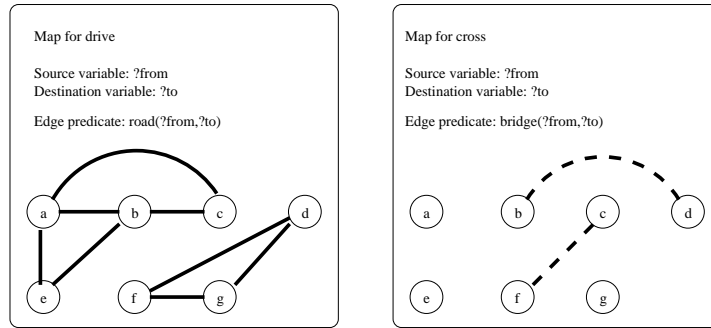 Map for drive
Source variable: ?from
Destination variable: ?to
Edge predicate: road(?from,?to)
a
b
c
d
e
f
g
Map for cross
Source variable: ?from
Destination variable: ?to
Edge predicate: bridge(?from,?to)
a
b
c
d
e
f
g